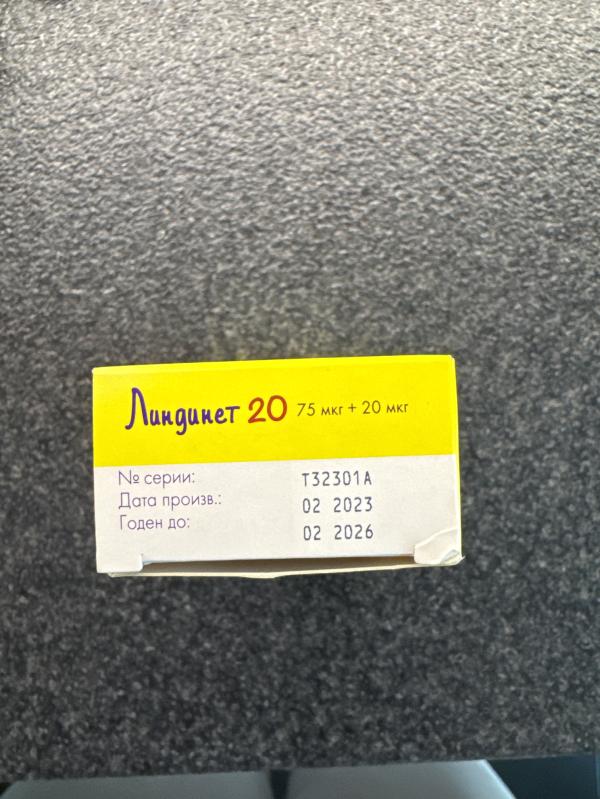 Линдинет 20 75 мкг + 20 мкг
№ серии: T32301A
Дата произв.: 02 2023
Годен до: 02 2026